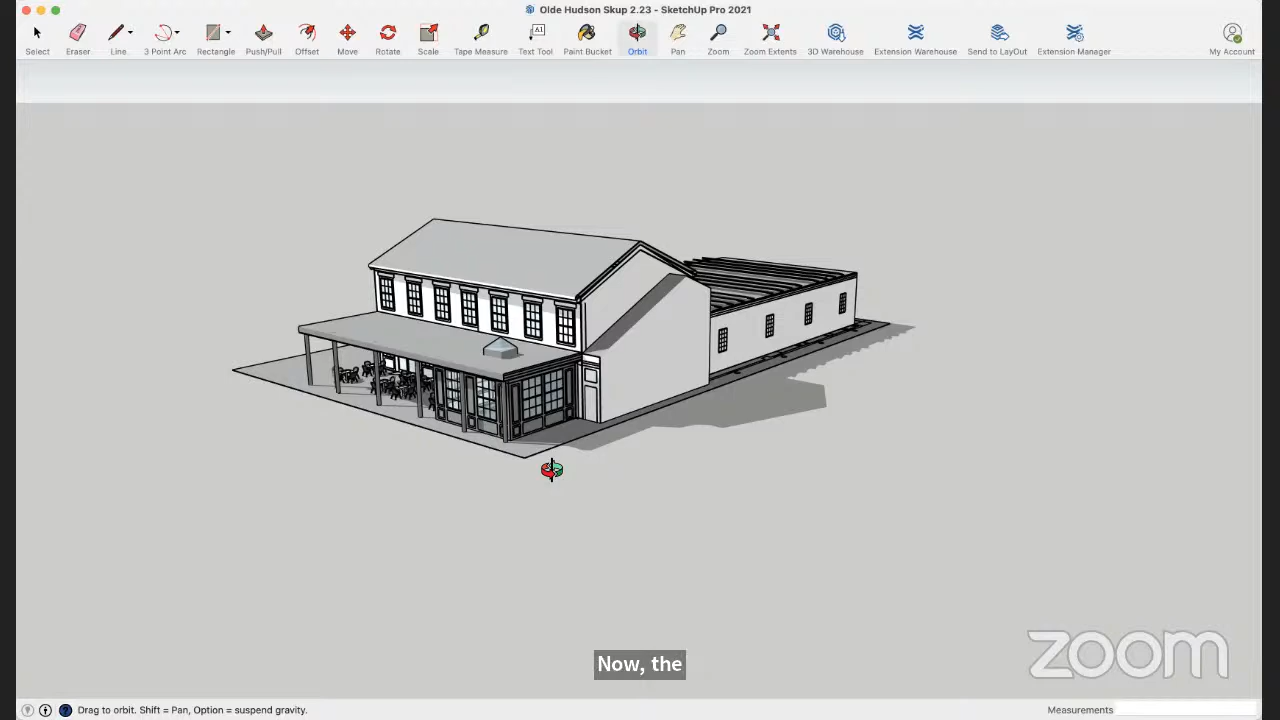 Olde Hudson Skup 2.23 - SketchUp Pro 2021
Select Eraser Line 3 Point Arc Rectangle Push/Pull Offset Move Rotate Scale Tape Measure Text Tool Paint Bucket Orbit Pan Zoom Zoom Extents 3D Warehouse Extension Warehouse Send to LayOut Extension Manager My Account
A1
Now, the
zoom
Drag to orbit. Shift = Pan, Option = suspend gravity. Measurements